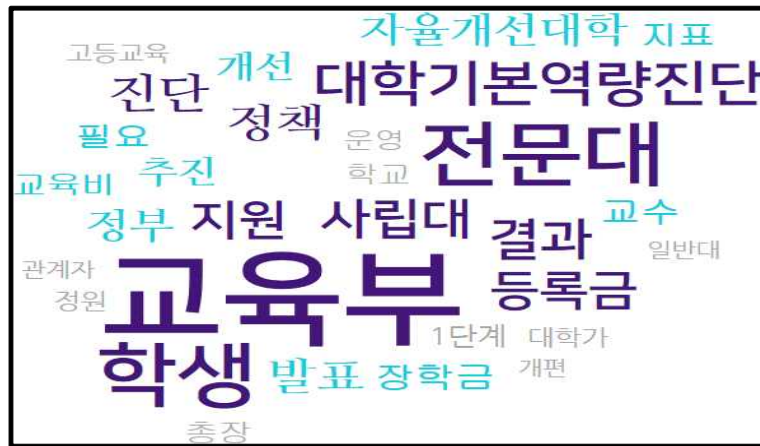 자율개선대학 지표
고등교육 개선
진단 대학기본역량진단
필요 정책 운영 전문대
교육비 추진 학교
정부 지원 사립대 결과 교수
일반대
관계자 교육부 등록금
정원
1단계 대학가
학생 발표 장학금 개편
총장